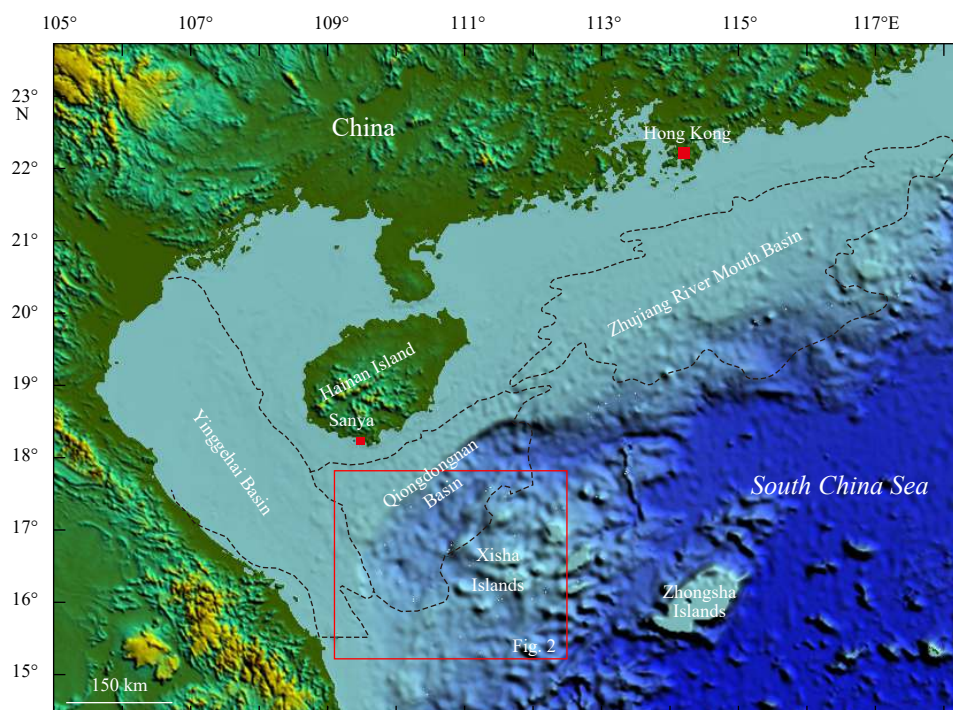 105° 107° 109° 111° 113° 115° 117°E
23°
N
China
Hong Kong
22°
21°
Zhujiang River Mouth Basin
20°
Hainan Island
19°
Sanya
18°
Yinggehai Basin
Qiongdongnan
Basin
South China Sea
17°
Xisha
Islands
16°
Zhongsha
Islands
Fig. 2
15°
150 km